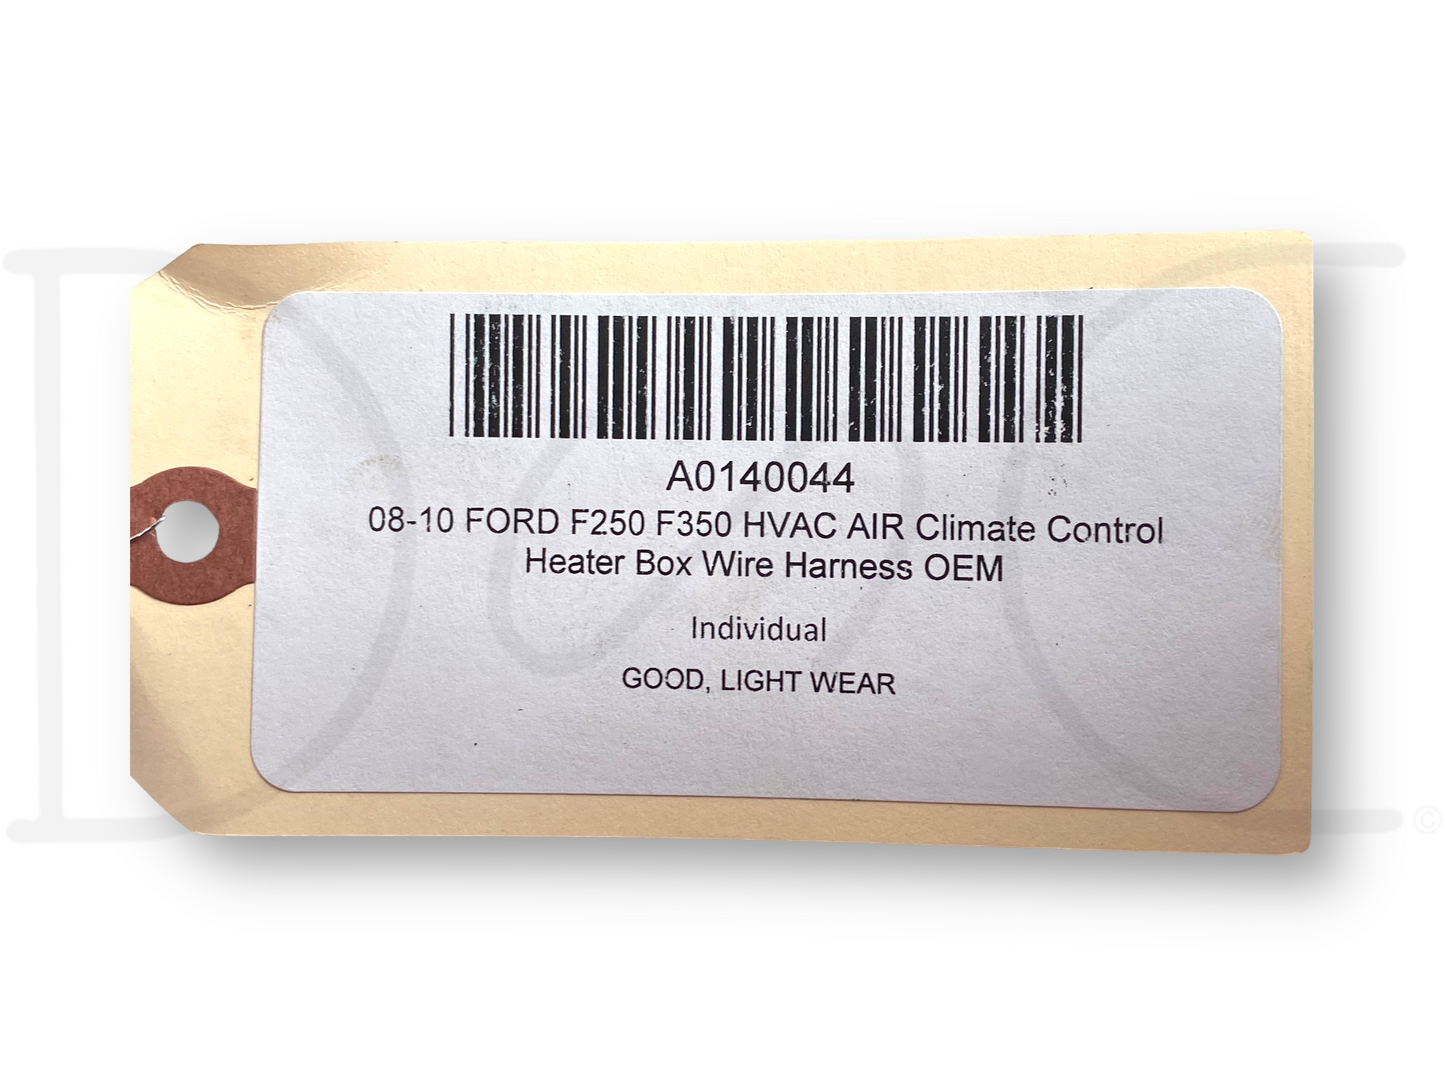 A0140044
08-10 FORD F250 F350 HVAC AIR Climate Control
Heater Box Wire Harness OEM
Individual
GOOD, LIGHT WEAR
©